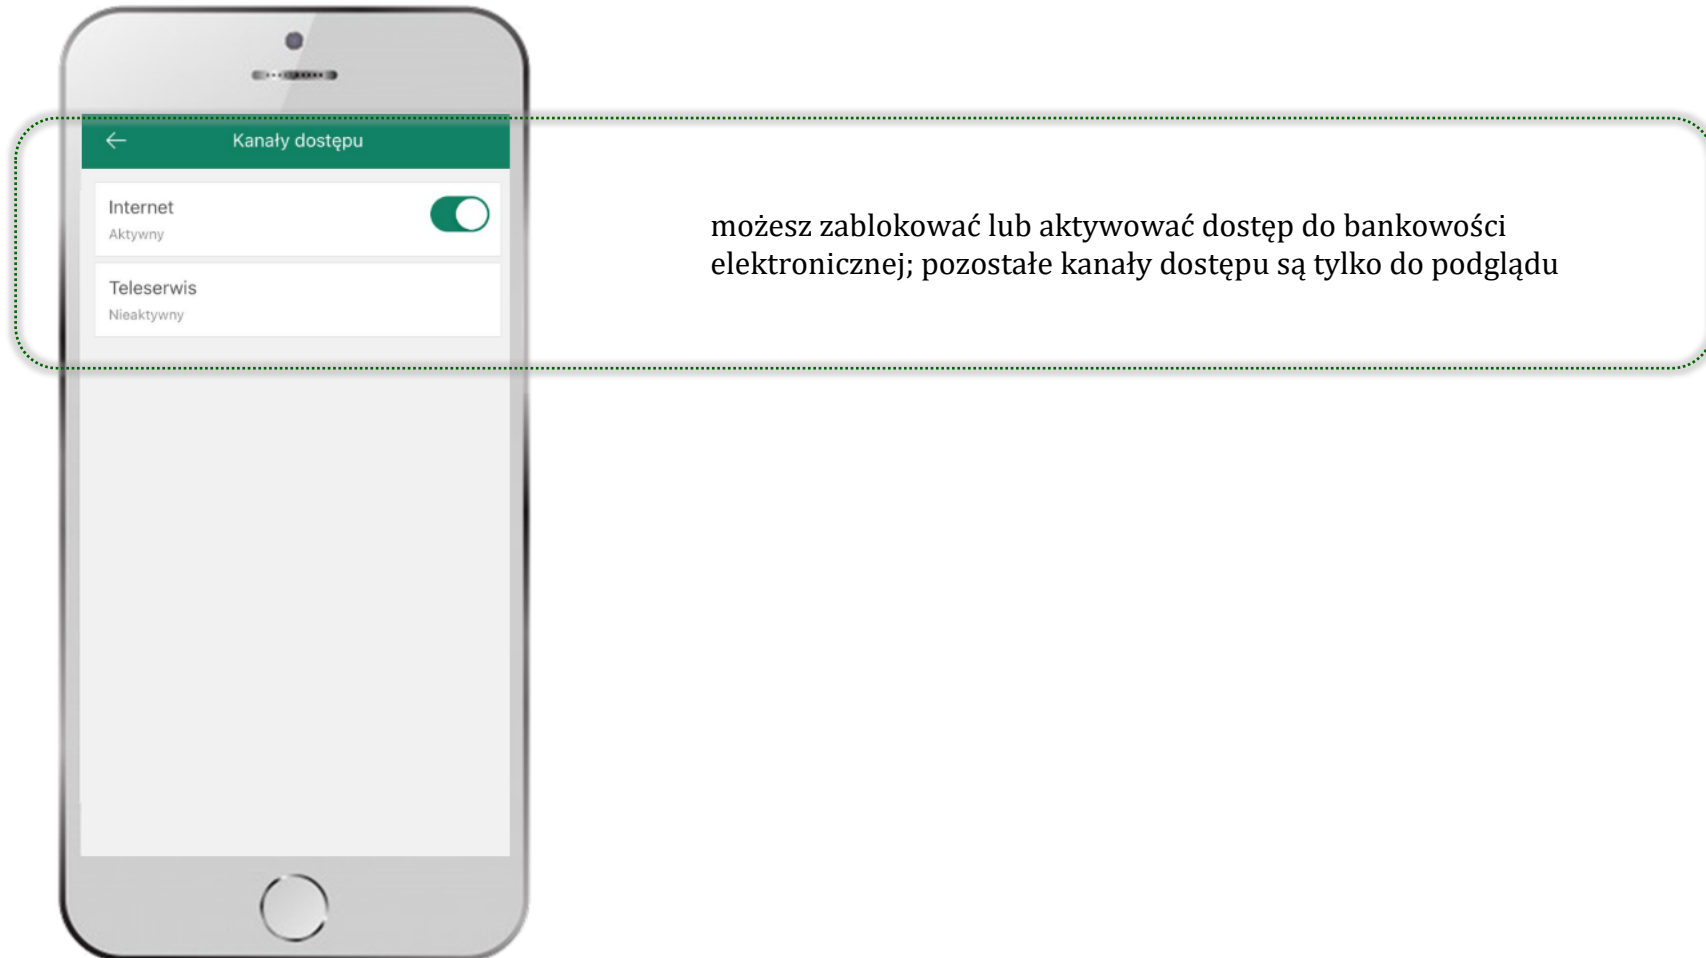 Kanały dostępu
Internet
Aktywny
Teleserwis
Nieaktywny
możesz zablokować lub aktywować dostęp do bankowości
elektronicznej; pozostałe kanały dostępu są tylko do podglądu